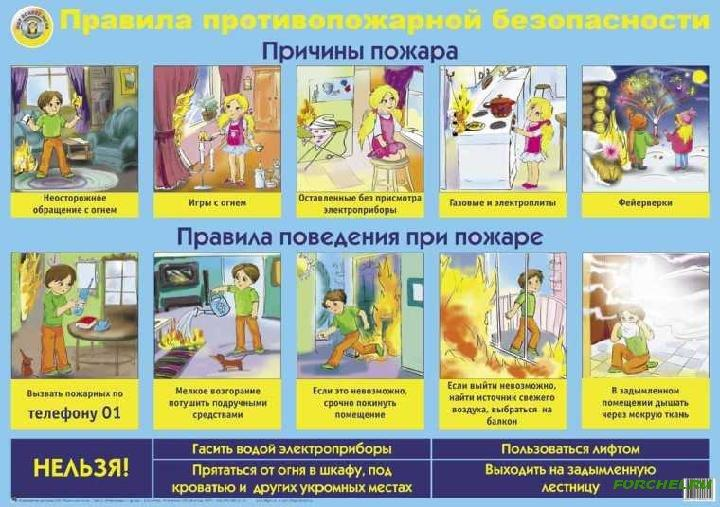 Правила противопожарной безопасности
Причины пожара
Неосторожное
обращение с огнем
Игры с огнем
Оставленные без присмотра
электроприборы
Газовые и электроплиты
Фейерверки
Правила поведения при пожаре
Вызвать пожарных по
телефону 01
Мелкое возгорание
потушить подручными
средствами
Если это невозможно,
срочно покинуть
помещение
Если выйти невозможно,
найти источник свежего
воздуха, выбраться на
балкон
В задымленном
помещении дышать
через мокрую ткань
НЕЛЬЗЯ!
Гасить водой электроприборы
Пользоваться лифтом
Прятаться от огня в шкафу, под
кроватью и других укромных местах
Выходить на задымленную
лестницу
FORCHEL.RU